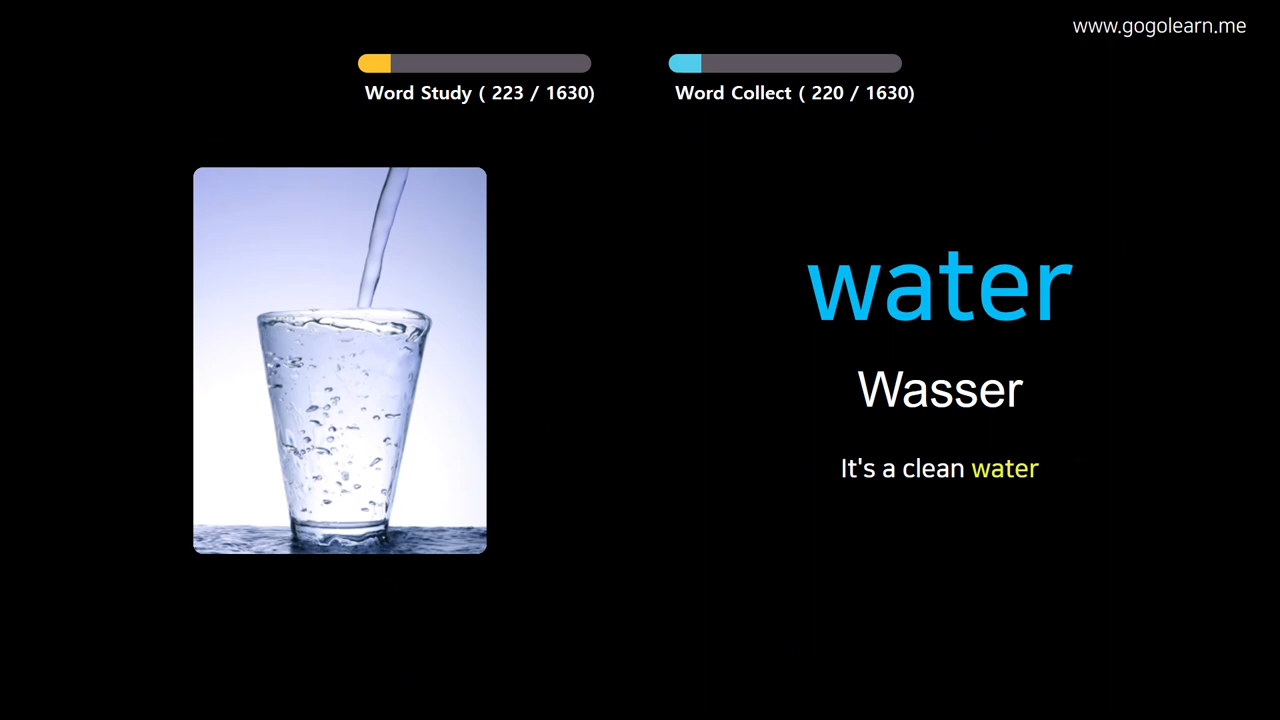 www.gogolearn.me
Word Study ( 223 / 1630)
Word Collect ( 220 / 1630)
water
Wasser
It's a clean water